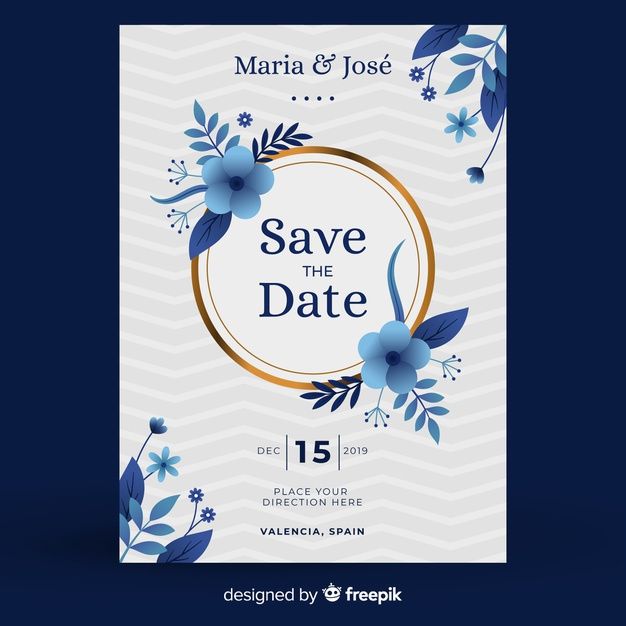 Maria & José
Save
THE
Date
DEC 15 2019
PLACE YOUR
DIRECTION HERE
VALENCIA, SPAIN
designed by freepik